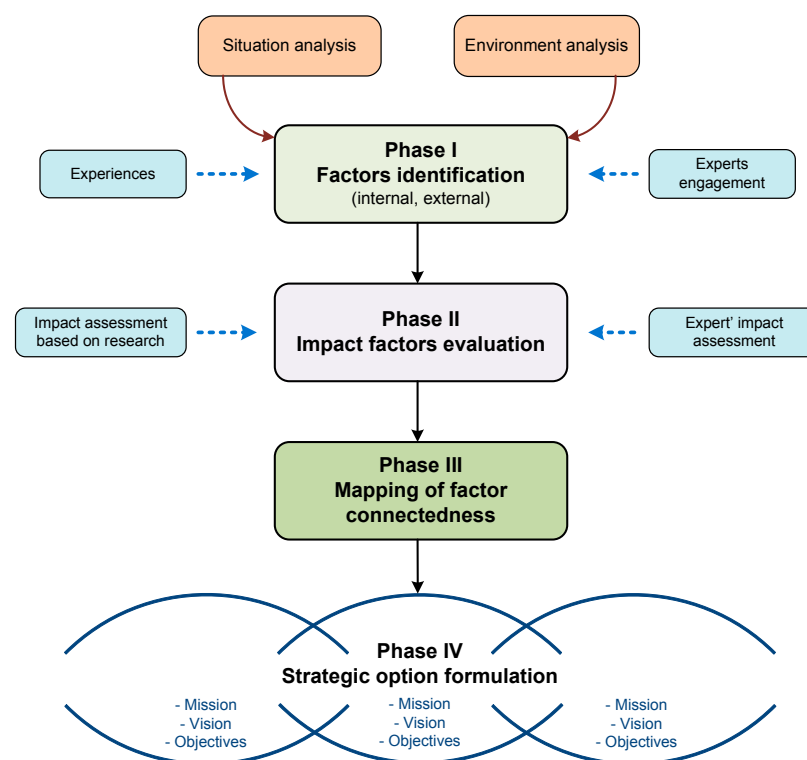 Situation analysis
Environment analysis
Phase I
Factors identification
(internal, external)
Experiences
Experts
engagement
Phase II
Impact factors evaluation
Impact assessment
based on research
Expert' impact
assessment
Phase III
Mapping of factor
connectedness
Phase IV
Strategic option formulation
- Mission
- Vision
- Objectives
- Mission
- Vision
- Objectives
- Mission
- Vision
- Objectives